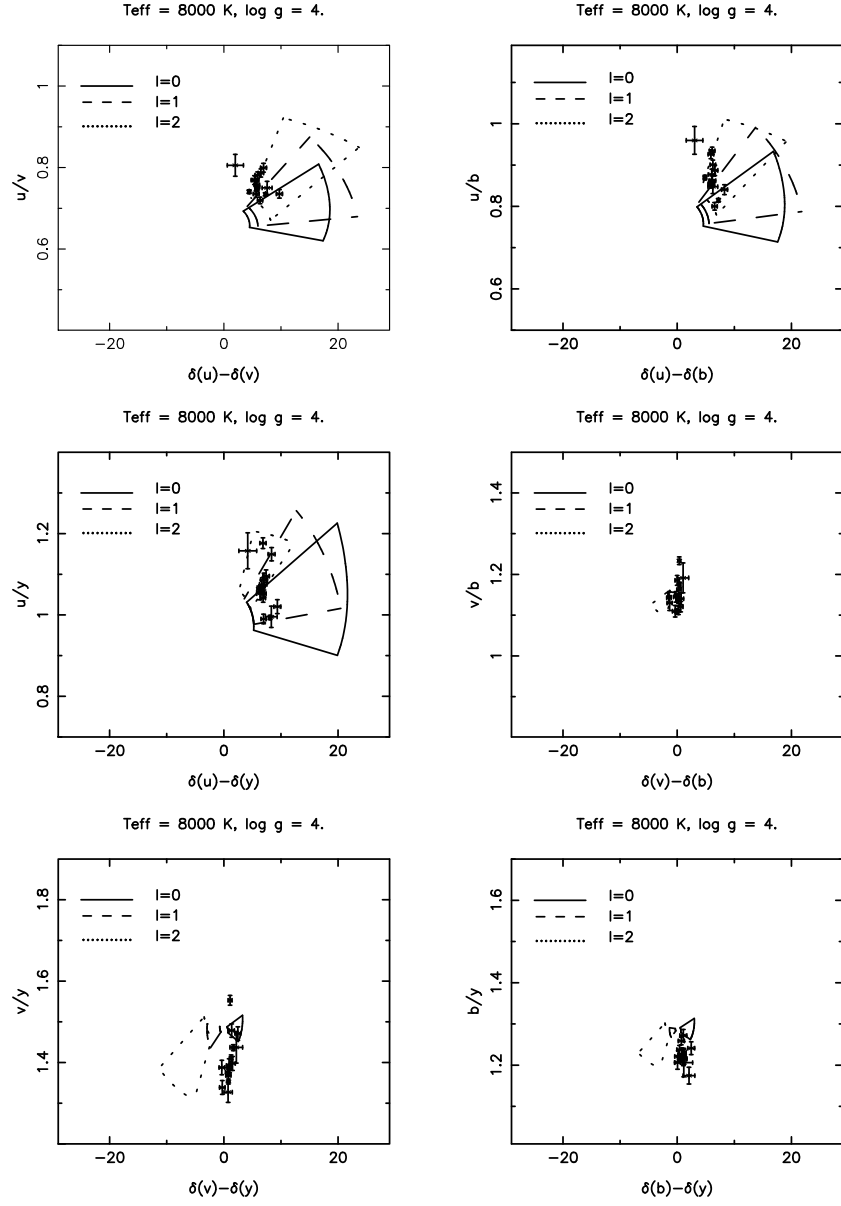 Teff = 8000 K, log g = 4.
l=0
l=1
l=2
1
0.8
0.6
u/v
−20 0 20
δ(u)−δ(v)
Teff = 8000 K, log g = 4.
l=0
l=1
l=2
1
0.8
0.6
u/b
−20 0 20
δ(u)−δ(b)
Teff = 8000 K, log g = 4.
l=0
l=1
l=2
1.2
1
0.8
u/y
−20 0 20
δ(u)−δ(y)
Teff = 8000 K, log g = 4.
l=0
l=1
l=2
1.4
1.2
1
v/b
−20 0 20
δ(v)−δ(b)
Teff = 8000 K, log g = 4.
l=0
l=1
l=2
1.8
1.6
1.4
v/y
−20 0 20
δ(v)−δ(y)
Teff = 8000 K, log g = 4.
l=0
l=1
l=2
1.6
1.4
1.2
b/y
−20 0 20
δ(b)−δ(y)